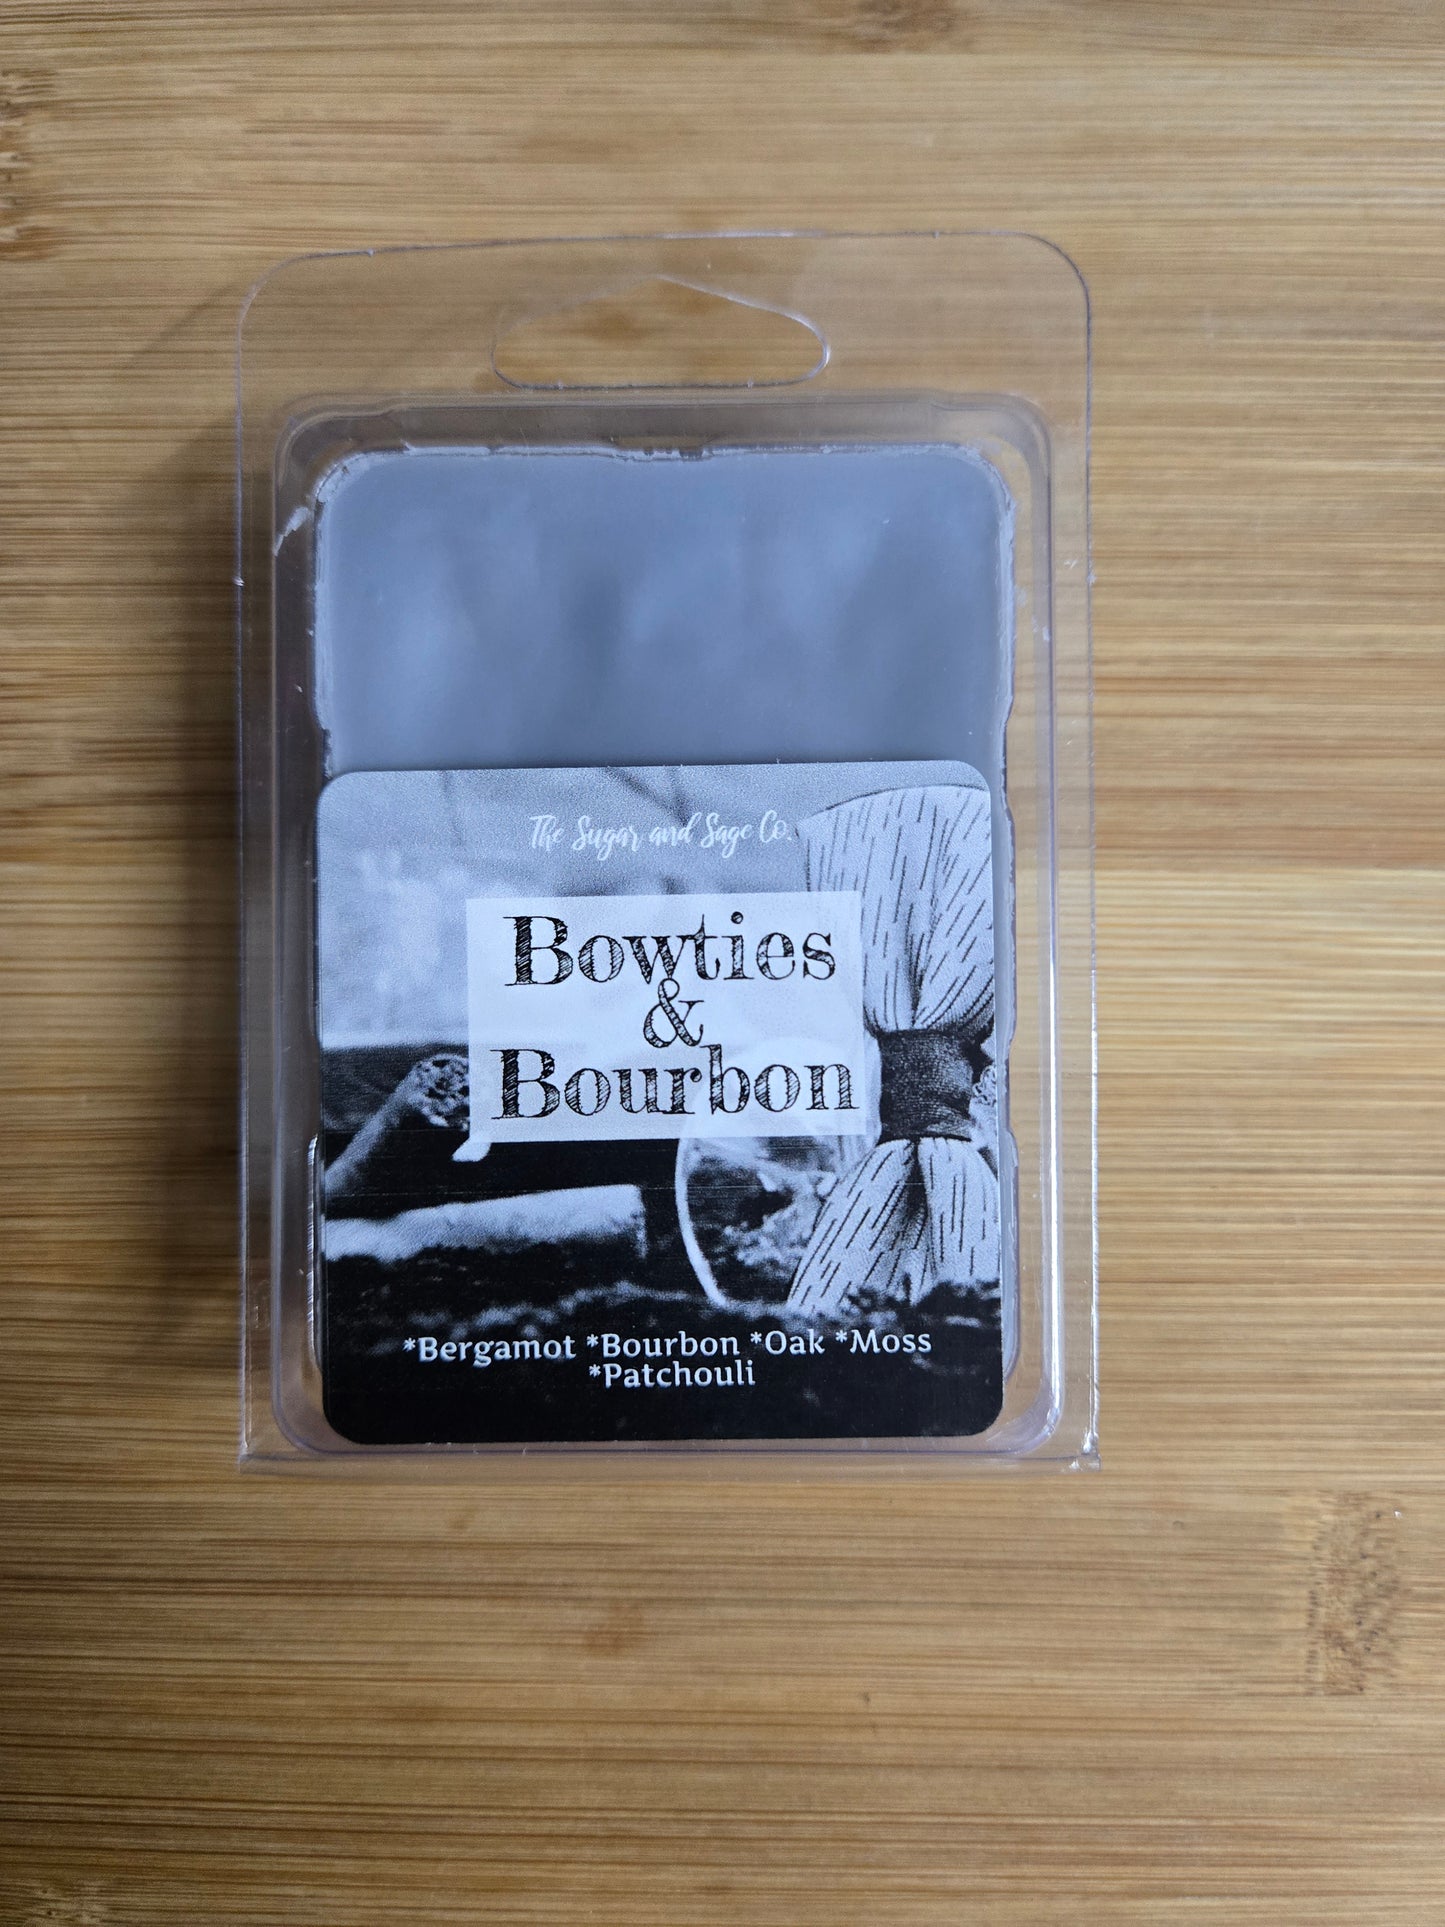 The Sugar and Sage Co.
Bowties
&
Bourbon
*Bergamot *Bourbon *Oak *Moss
*Patchouli